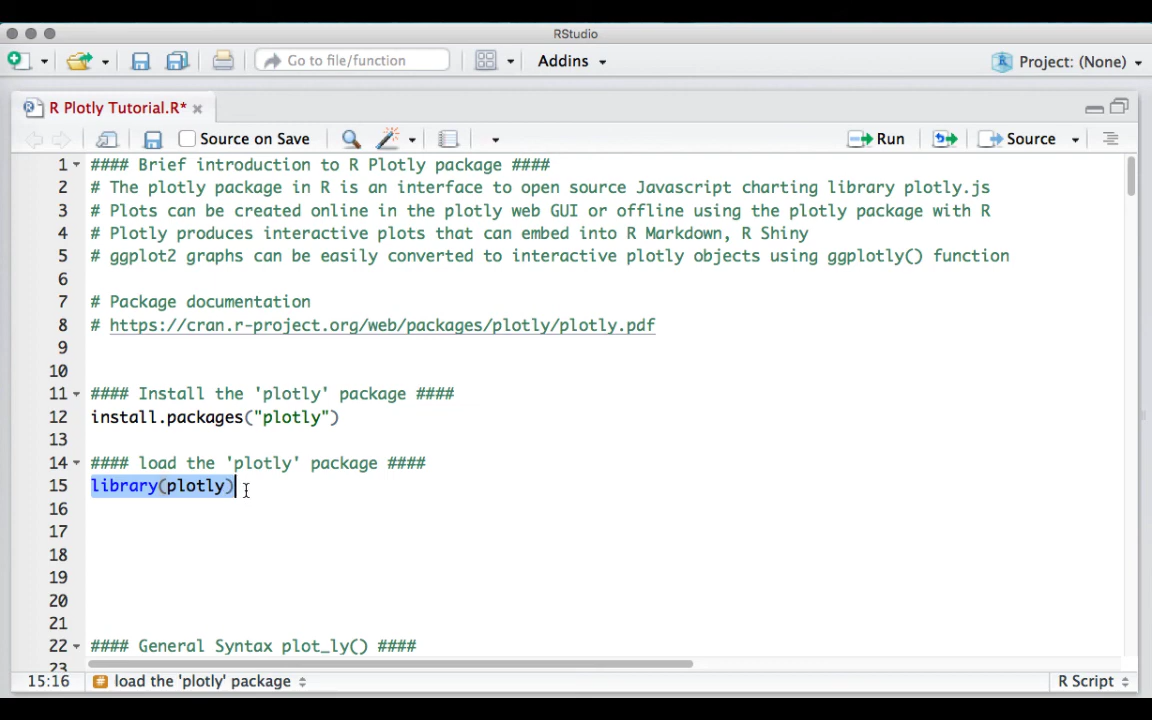 RStudio
Go to file/function
Addins
Project: (None)
R Plotly Tutorial.R*
Source on Save
Run
Source
1 #### Brief introduction to R Plotly package ####
2 # The plotly package in R is an interface to open source Javascript charting library plotly.js
3 # Plots can be created online in the plotly web GUI or offline using the plotly package with R
4 # Plotly produces interactive plots that can embed into R Markdown, R Shiny
5 # ggplot2 graphs can be easily converted to interactive plotly objects using ggplotly() function
6
7 # Package documentation
8 # https://cran.r-project.org/web/packages/plotly/plotly.pdf
9
10
11 #### Install the 'plotly' package ####
12 install.packages("plotly")
13
14 #### load the 'plotly' package ####
15 library(plotly)
16
17
18
19
20
21
22 #### General Syntax plot_ly() ####
23
15:16 # load the 'plotly' package
R Script